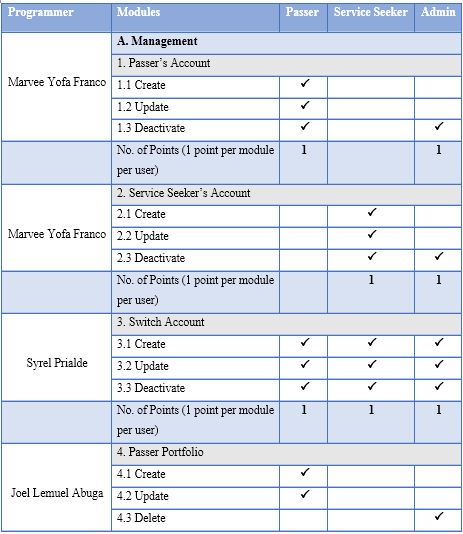 Programmer Modules Passer Service Seeker Admin
A. Management
1. Passer's Account
Marvee Yofa Franco
1.1 Create ✓
1.2 Update ✓
1.3 Deactivate ✓ ✓
No. of Points (1 point per module 1 1
per user)
2. Service Seeker's Account
2.1 Create ✓
Marvee Yofa Franco 2.2 Update ✓
2.3 Deactivate ✓ ✓
No. of Points (1 point per module 1 1
per user)
3. Switch Account
3.1 Create ✓ ✓ ✓
Syrel Prialde 3.2 Update ✓ ✓ ✓
3.3 Deactivate ✓ ✓ ✓
No. of Points (1 point per module 1 1 1
per user)
4. Passer Portfolio
4.1 Create ✓
Joel Lemuel Abuga 4.2 Update ✓
4.3 Delete ✓